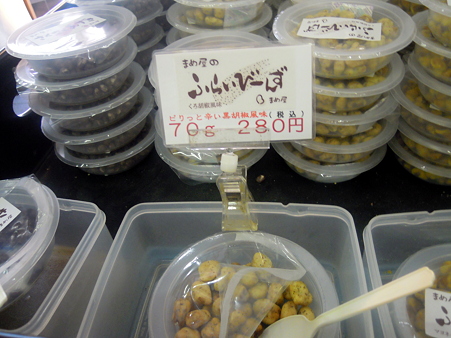 まめ屋の
ふらいびーんず
くろ胡椒風味
まめ屋
ピリっと辛い黒胡椒風味(税込)
70g 280円